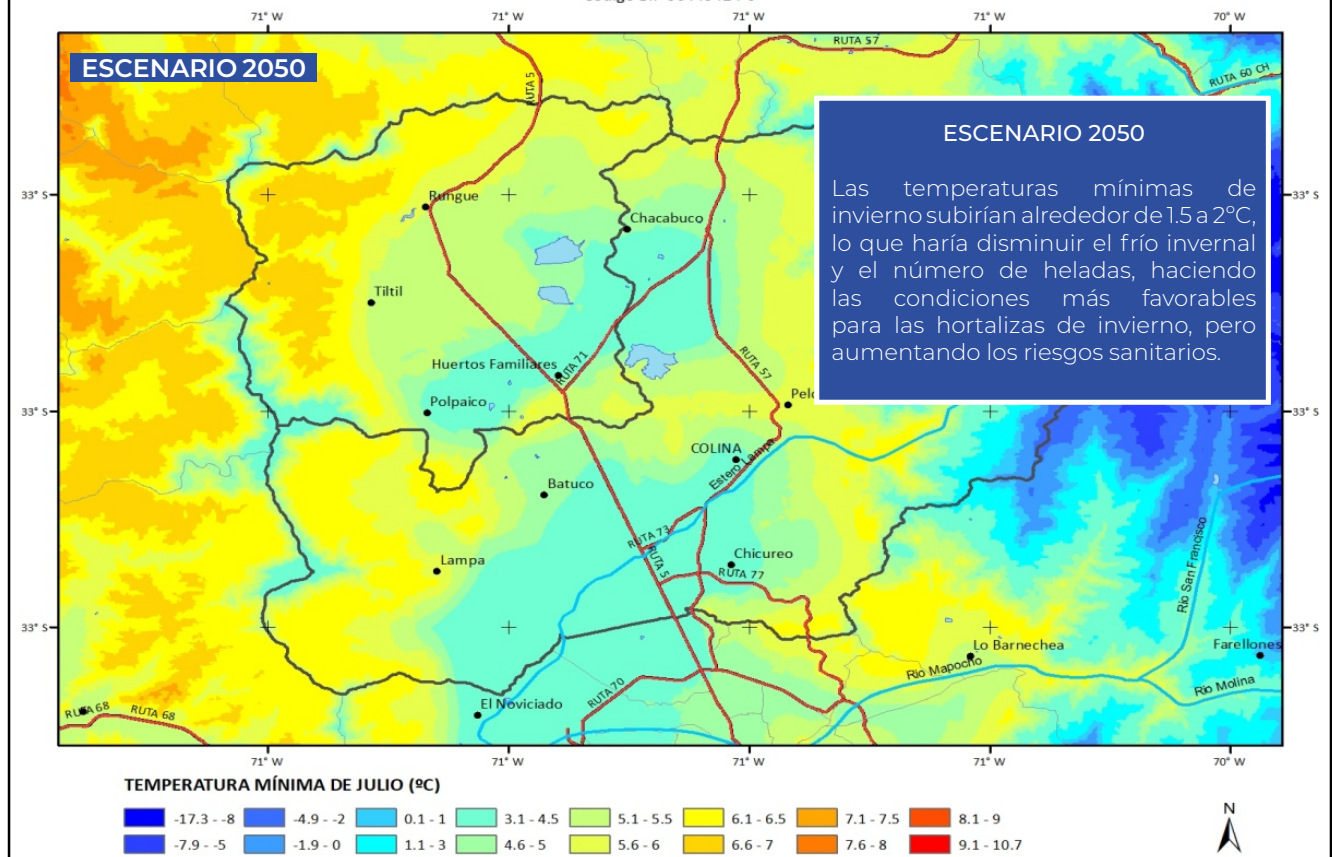 71° W 71° W 71° W 71° W 70° W
ESCENARIO 2050
RUTA 5
RUTA 57
RUTA 60 CH
ESCENARIO 2050
Las temperaturas mínimas de
invierno subirían alrededor de 1.5 a 2°C,
lo que haría disminuir el frío invernal
y el número de heladas, haciendo
las condiciones más favorables
para las hortalizas de invierno, pero
aumentando los riesgos sanitarios.
33° S 33° S
Rungue
Chacabuco
Tiltil
Huertos Familiares
RUTA 71
RUTA 57
Polpaico
33° S 33° S
COLINA
Estero Lampa
Batuco
RUTA 73
RUTA 5
Lampa
Chicureo
RUTA 77
Río San Francisco
33° S 33° S
Lo Barnechea
Farellones
Río Mapocho
Río Molina
RUTA 70
El Noviciado
RUTA 68 RUTA 68
71° W 71° W 71° W 71° W 70° W
TEMPERATURA MÍNIMA DE JULIO (ºC)
-17.3 - -8 -4.9 - -2 0.1 - 1 3.1 - 4.5 5.1 - 5.5 6.1 - 6.5 7.1 - 7.5 8.1 - 9
-7.9 - -5 -1.9 - 0 1.1 - 3 4.6 - 5 5.6 - 6 6.6 - 7 7.6 - 8 9.1 - 10.7
N